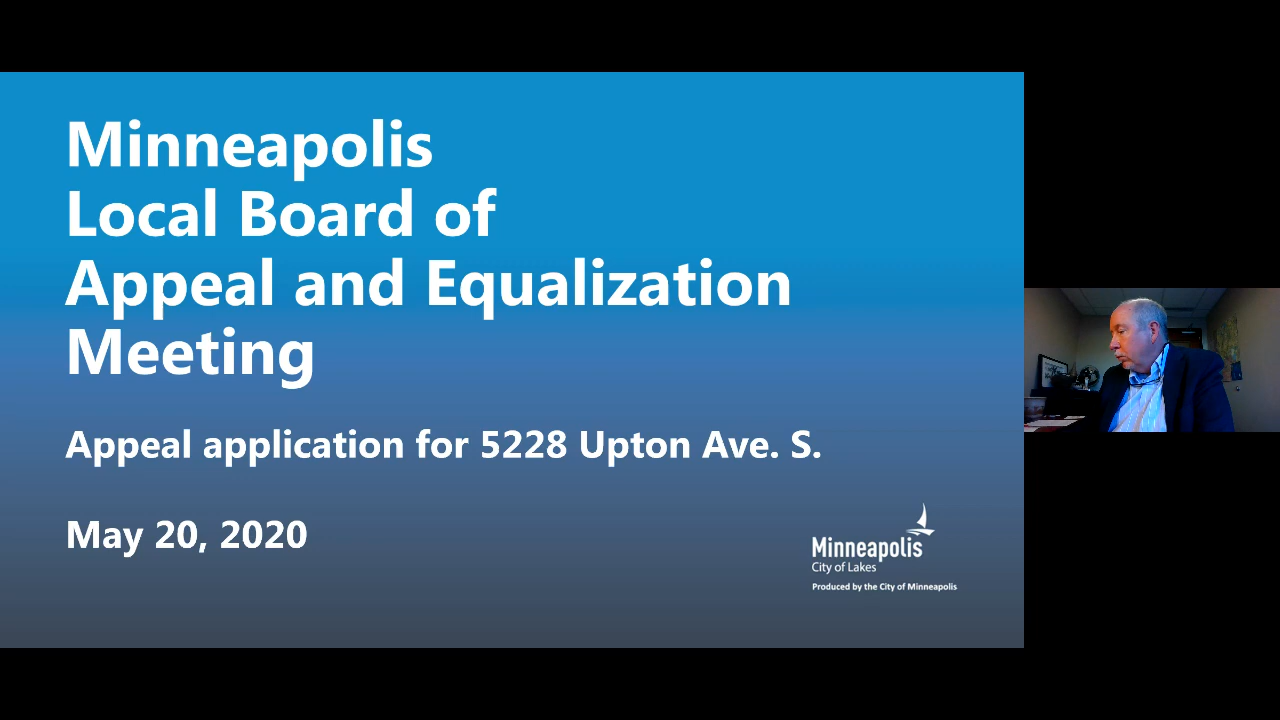 Minneapolis
Local Board of
Appeal and Equalization
Meeting
Appeal application for 5228 Upton Ave. S.
May 20, 2020
Minneapolis
City of Lakes
Produced by the City of Minneapolis